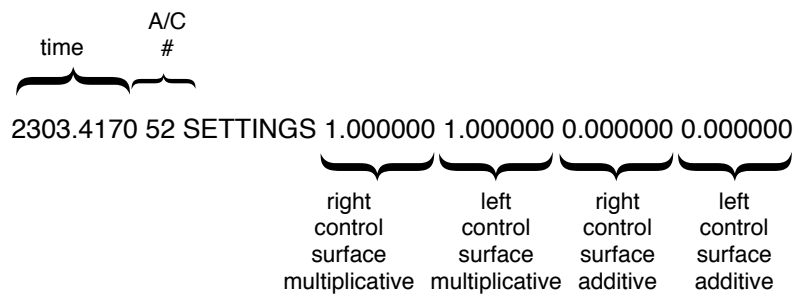 A/C
time #
2303.4170 52 SETTINGS 1.000000 1.000000 0.000000 0.000000
right left right left
control control control control
surface surface surface surface
multiplicative multiplicative additive additive